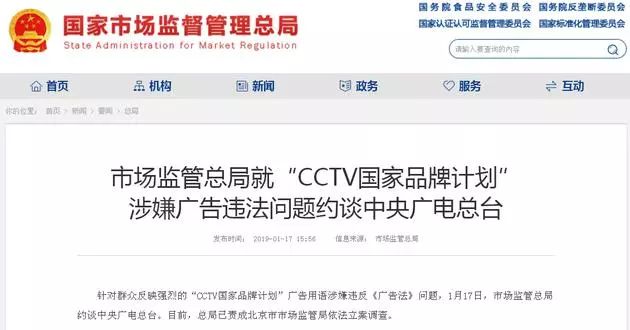 国务院食品安全委员会 国务院反垄断委员会
国家认证认可监督管理委员会 国家标准化管理委员会
国家市场监督管理总局
State Administration for Market Regulation
请输入要查询的内容
首页 机构 新闻 政务 服务 互动
你的位置: 首页 > 新闻 > 要闻 > 总局
市场监管总局就“CCTV国家品牌计划”
涉嫌广告违法问题约谈中央广电总台
发布时间: 2019-01-17 15:56 信息来源: 市场监管总局
针对群众反映强烈的“CCTV国家品牌计划”广告用语涉嫌违反《广告法》问题，1月17日，市场监管总局
约谈中央广电总台。目前，总局已责成北京市市场监管局依法立案调查。